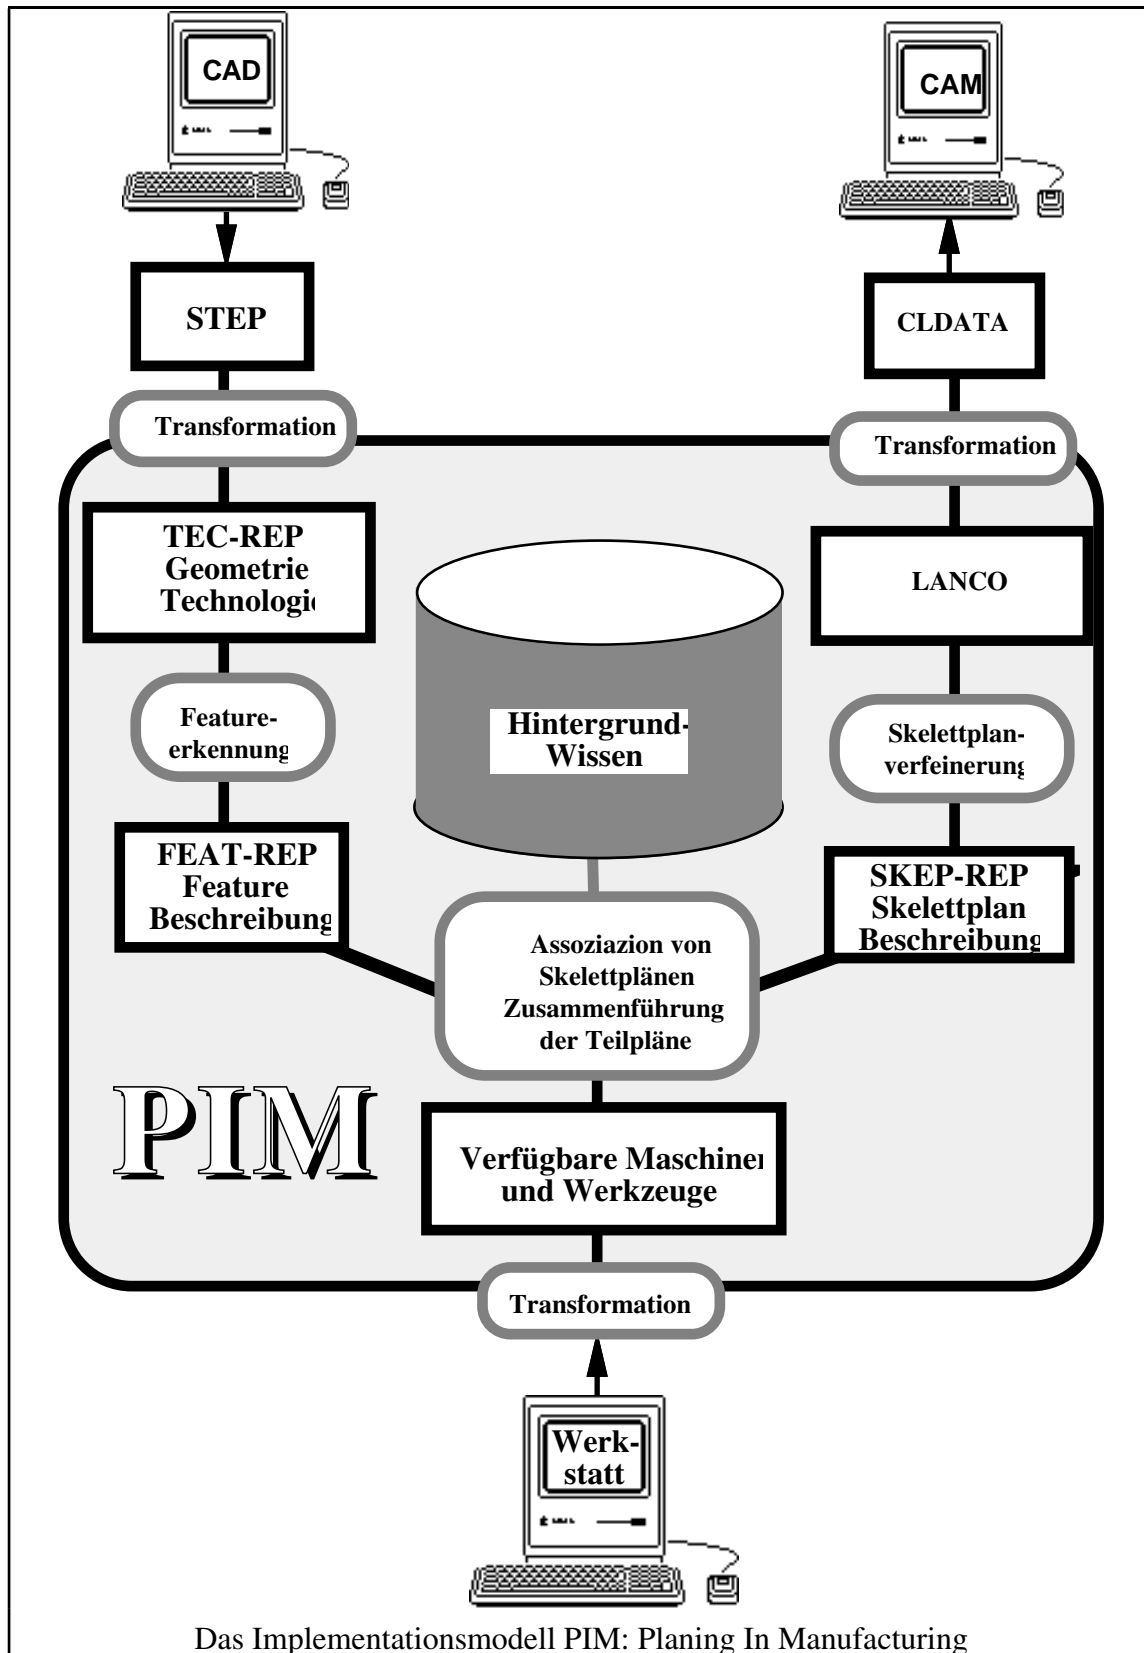 CAD
CAM
STEP
CLDATA
Transformation
Transformation
TEC-REP
Geometrie
Technologie
LANCO
Feature-
erkennung
Hintergrund-
Wissen
Skelettplan-
verfeinerung
FEAT-REP
Feature
Beschreibung
SKEP-REP
Skelettplan
Beschreibung
Assoziazion von
Skelettplänen
Zusammenführung
der Teilpläne
PIM
Verfügbare Maschinen
und Werkzeuge
Transformation
Werk-
statt
Das Implementationsmodell PIM: Planing In Manufacturing